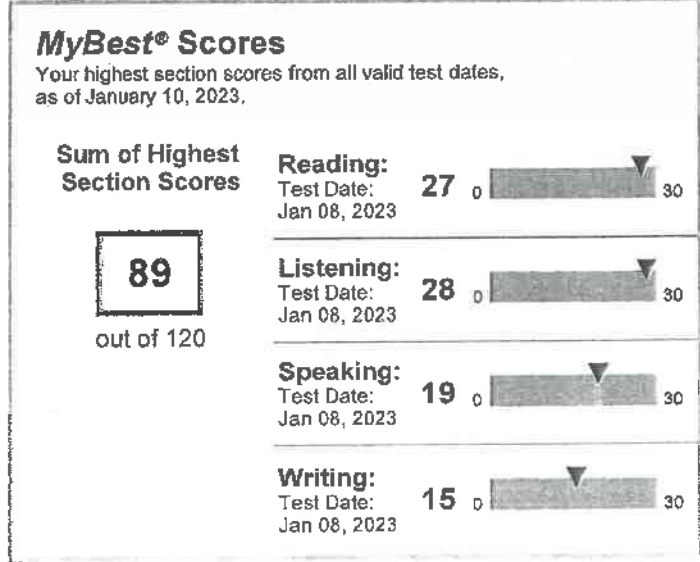 MyBest® Scores
Your highest section scores from all valid test dates,
as of January 10, 2023.
Sum of Highest
Section Scores
89
out of 120
Reading:
Test Date:
Jan 08, 2023
27
0
30
Listening:
Test Date:
Jan 08, 2023
28
0
30
Speaking:
Test Date:
Jan 08, 2023
19
0
30
Writing:
Test Date:
Jan 08, 2023
15
0
30